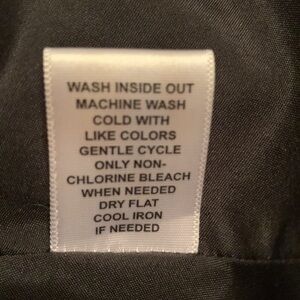 WASH INSIDE OUT
MACHINE WASH
COLD WITH
LIKE COLORS
GENTLE CYCLE
ONLY NON-
CHLORINE BLEACH
WHEN NEEDED
DRY FLAT
COOL IRON
IF NEEDED